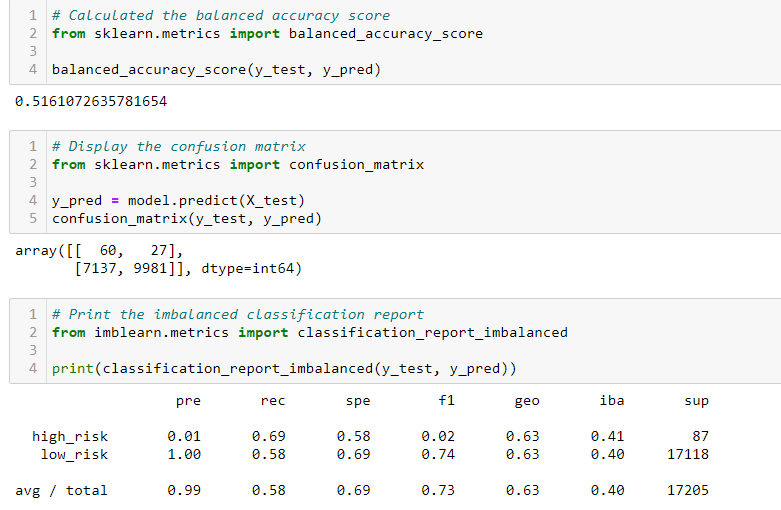 1 # Calculated the balanced accuracy score
2 from sklearn.metrics import balanced_accuracy_score
3
4 balanced_accuracy_score(y_test, y_pred)
0.5161072635781654
1 # Display the confusion matrix
2 from sklearn.metrics import confusion_matrix
3
4 y_pred = model.predict(X_test)
5 confusion_matrix(y_test, y_pred)
array([[  60,   27],
       [7137, 9981]], dtype=int64)
1 # Print the imbalanced classification report
2 from imblearn.metrics import classification_report_imbalanced
3
4 print(classification_report_imbalanced(y_test, y_pred))
pre rec spe f1 geo iba sup
high_risk 0.01 0.69 0.58 0.02 0.63 0.41 87
low_risk 1.00 0.58 0.69 0.74 0.63 0.40 17118
avg / total 0.99 0.58 0.69 0.73 0.63 0.40 17205